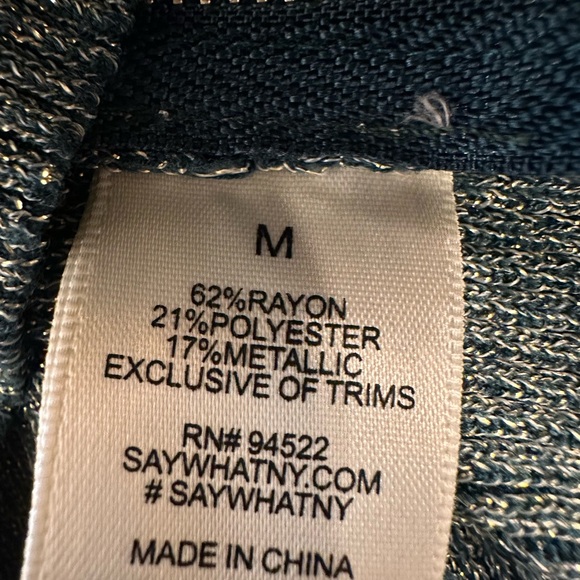 M
62%RAYON
21%POLYESTER
17%METALLIC
EXCLUSIVE OF TRIMS
RN# 94522
SAYWHATNY.COM
# SAYWHATNY
MADE IN CHINA